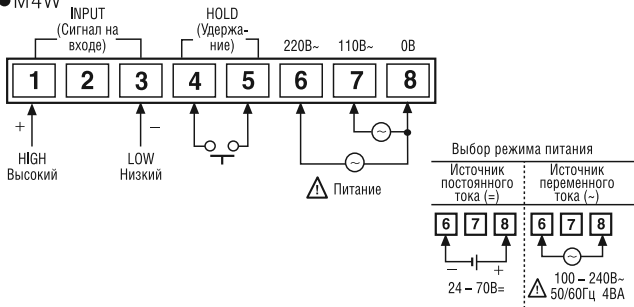 ●M4W
INPUT
(Сигнал на
входе)
HOLD
(Удержа-
ние)
220В~ 110В~ 0В
1 2 3 4 5 6 7 8
+ −
HIGH
Высокий
LOW
Низкий
⚠ Питание
Выбор режима питания
Источник
постоянного
тока (=)
Источник
переменного
тока (~)
6 7 8 6 7 8
− +
24 – 70В=
⚠ 100 – 240В~
50/60Гц 4ВА